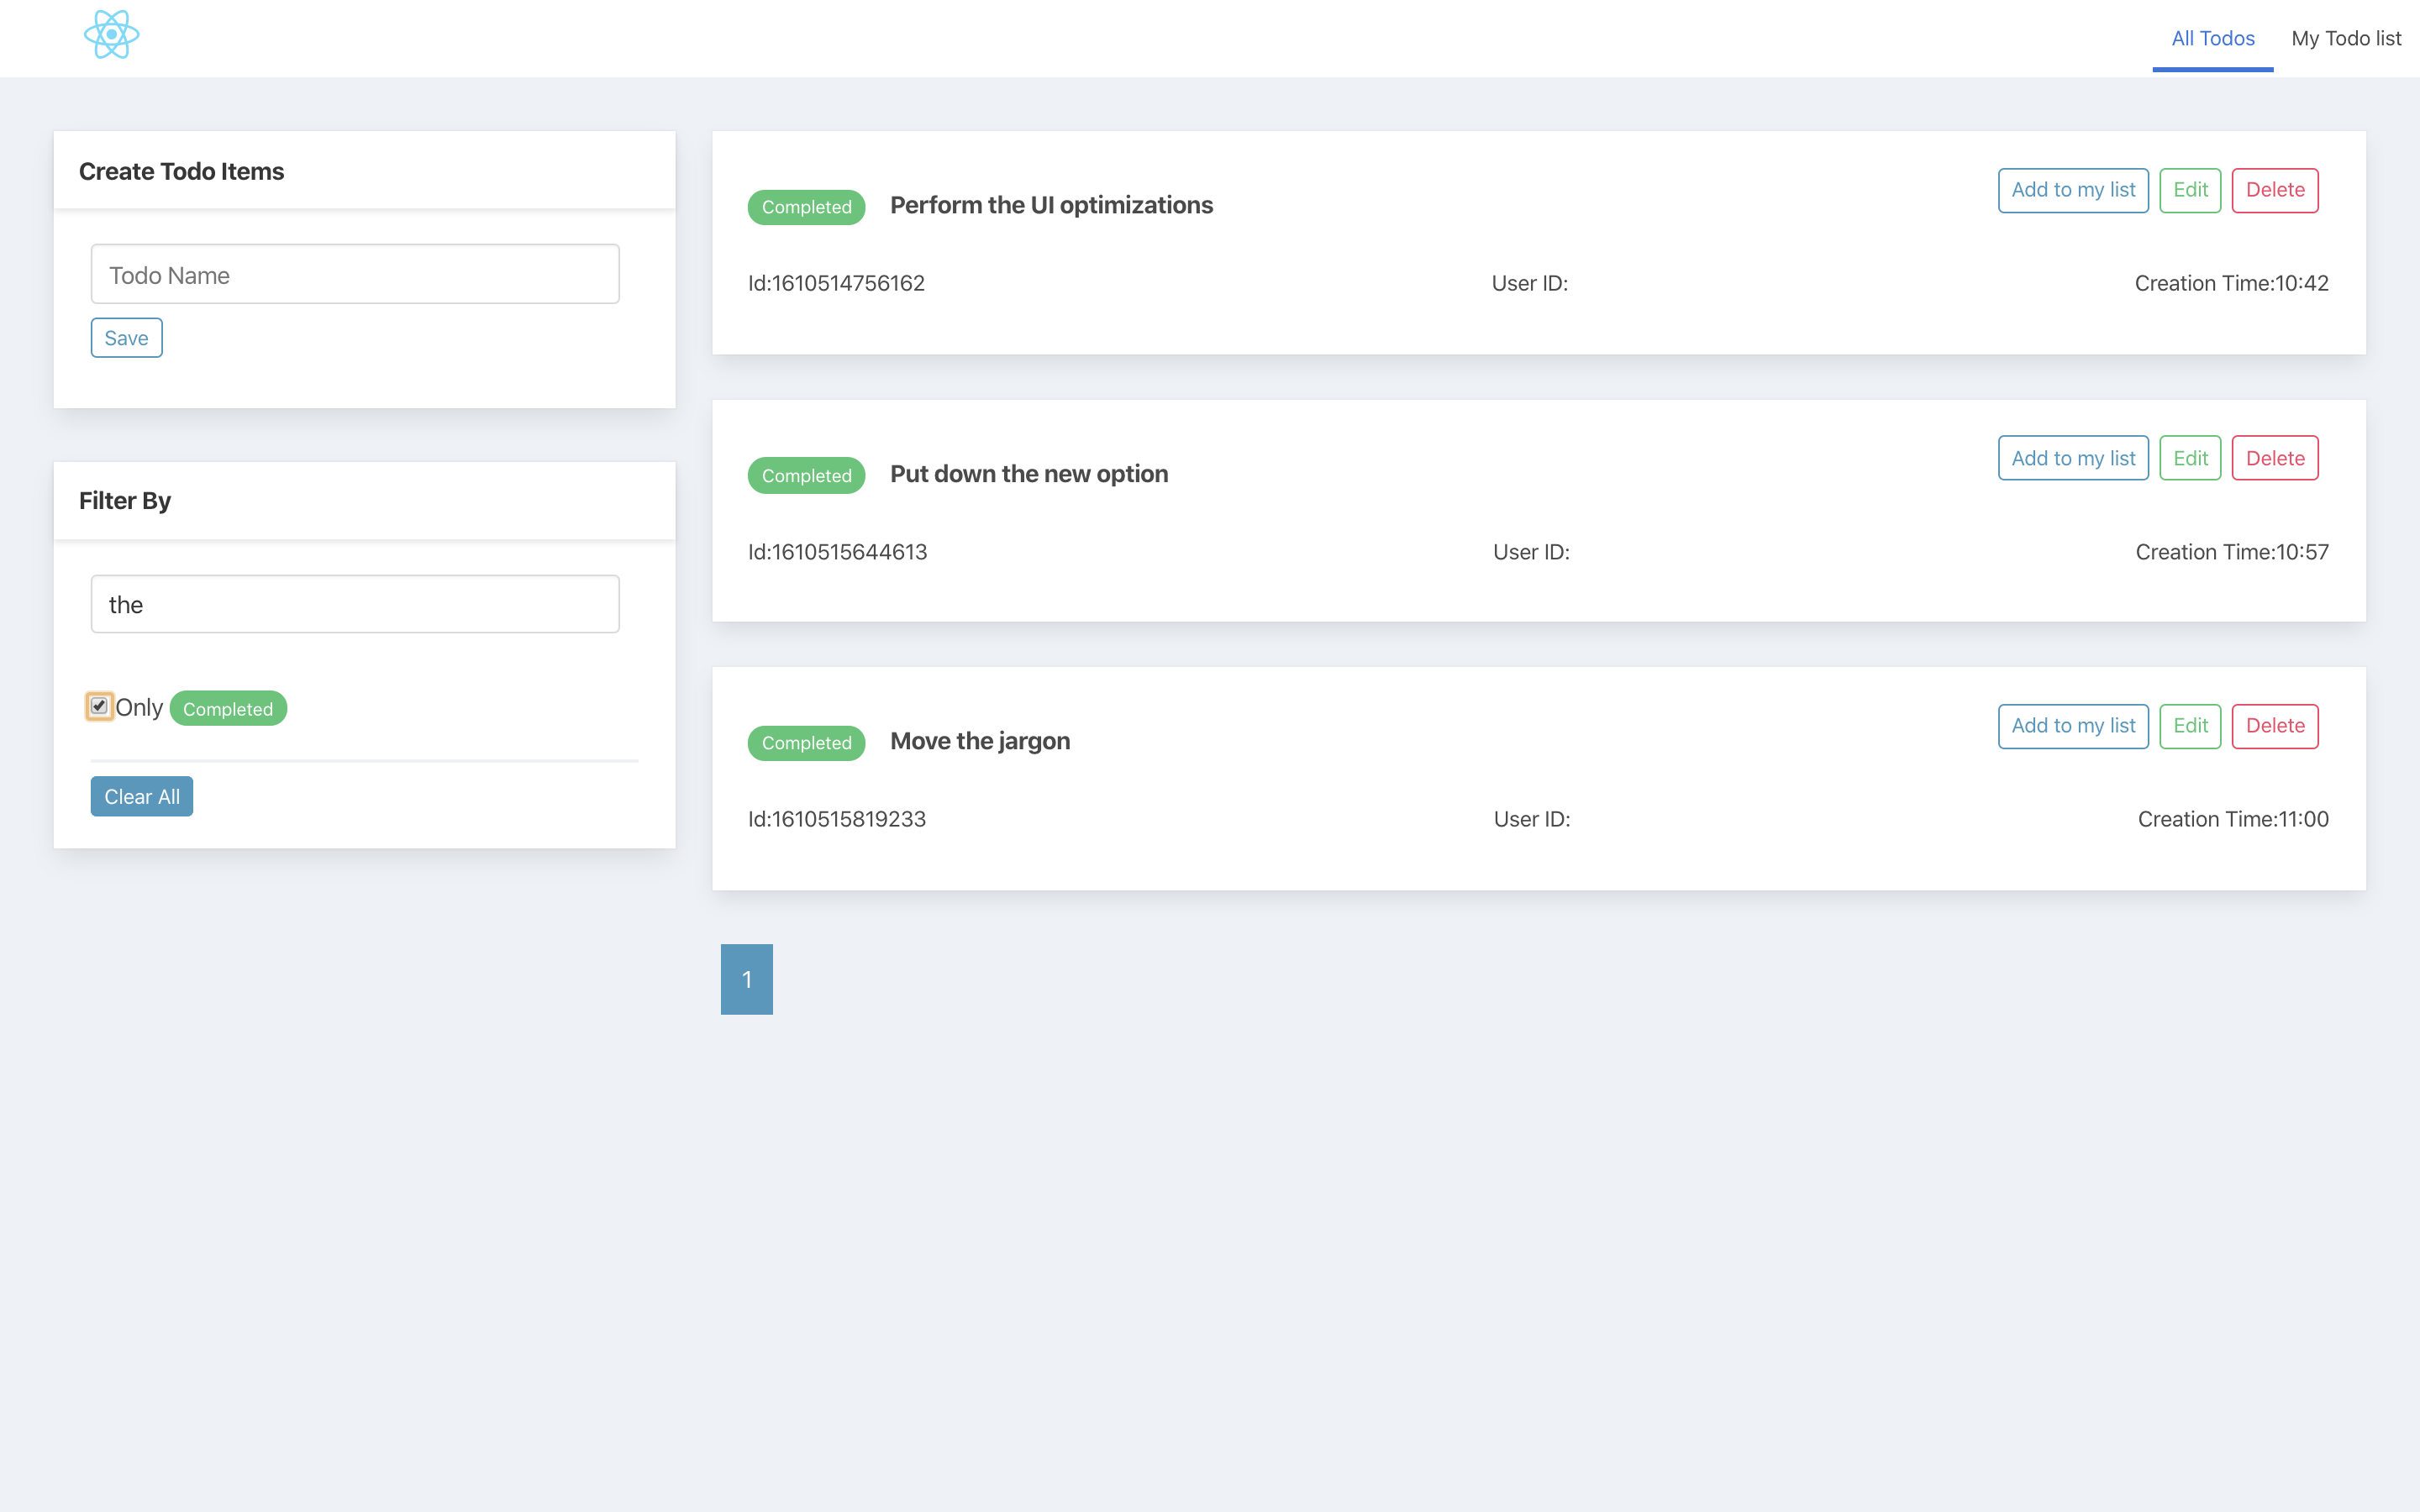 All Todos My Todo list
Create Todo Items
Todo Name
Save
Filter By
the
Only Completed
Clear All
Completed Perform the UI optimizations Add to my list Edit Delete
Id:1610514756162 User ID: Creation Time:10:42
Completed Put down the new option Add to my list Edit Delete
Id:1610515644613 User ID: Creation Time:10:57
Completed Move the jargon Add to my list Edit Delete
Id:1610515819233 User ID: Creation Time:11:00
1